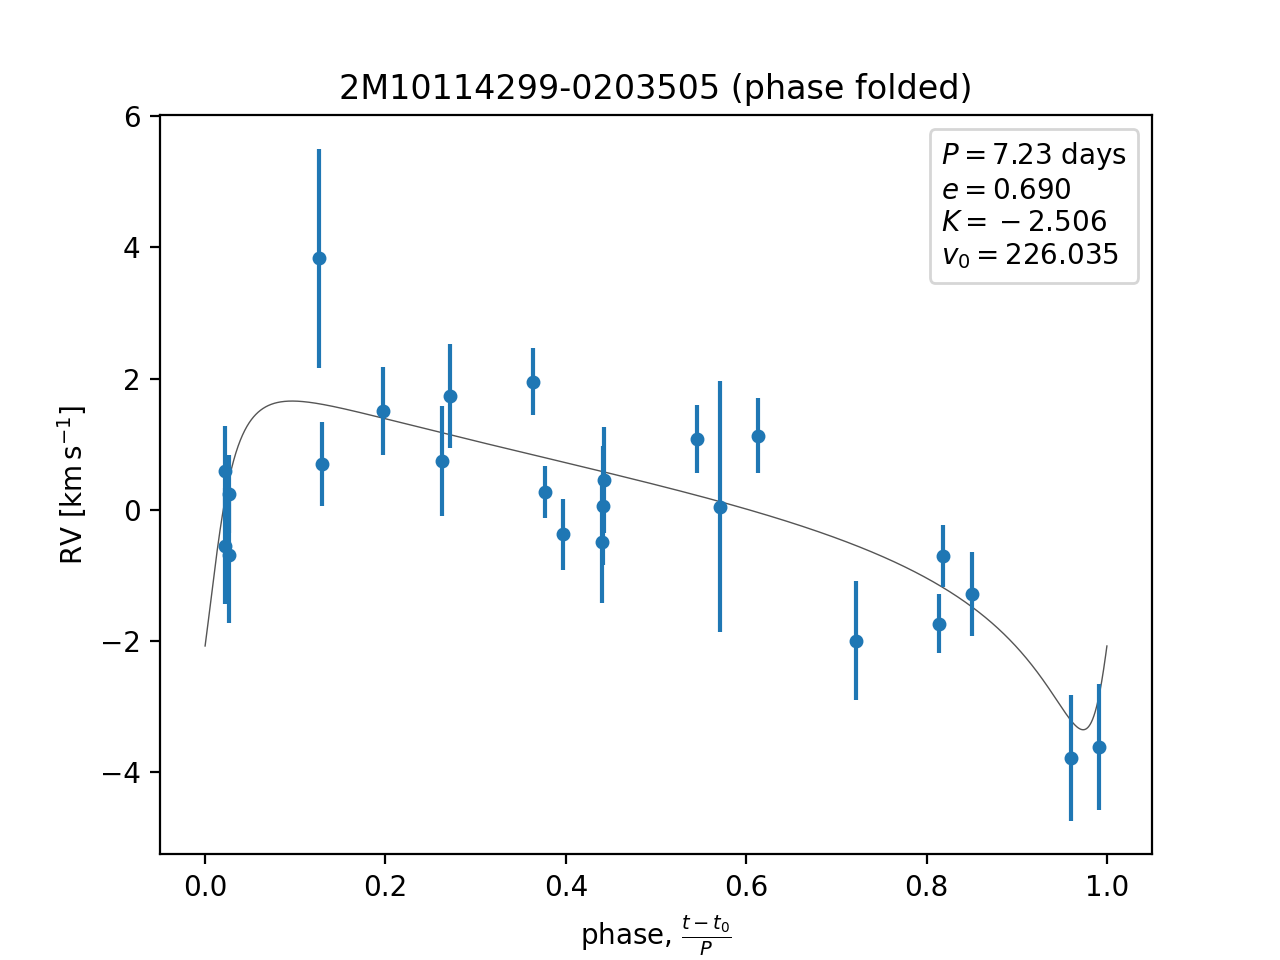 2M10114299-0203505 (phase folded)
6
4
2
0
−2
−4
RV [km s⁻¹]
P = 7.23 days
e = 0.690
K = −2.506
v₀ = 226.035
0.0 0.2 0.4 0.6 0.8 1.0
phase, (t − t₀)/P